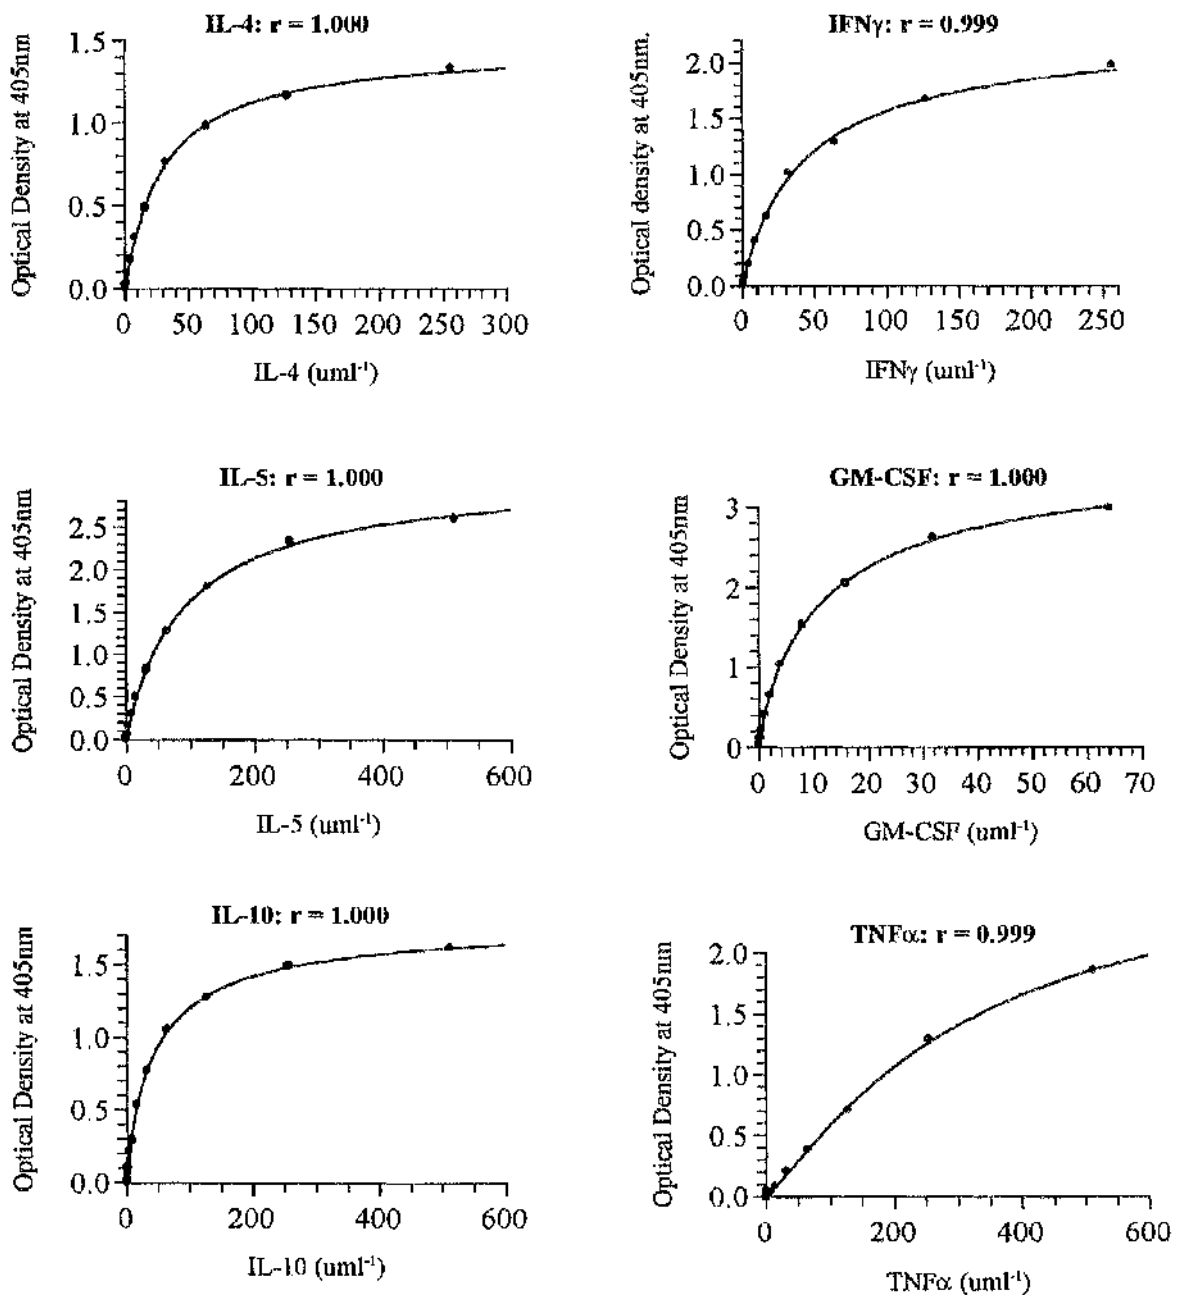 IL-4: r = 1.000
Optical Density at 405nm
1.5
1.0
0.5
0.0
0 50 100 150 200 250 300
IL-4 (uml⁻¹)
IFNγ: r = 0.999
Optical density at 405nm.
2.0
1.5
1.0
0.5
0.0
0 50 100 150 200 250
IFNγ (uml⁻¹)
IL-5: r = 1.000
Optical Density at 405nm
2.5
2.0
1.5
1.0
0.5
0.0
0 200 400 600
IL-5 (uml⁻¹)
GM-CSF: r = 1.000
Optical Density at 405nm
3
2
1
0
0 10 20 30 40 50 60 70
GM-CSF (uml⁻¹)
IL-10: r = 1.000
Optical Density at 405nm
1.5
1.0
0.5
0.0
0 200 400 600
IL-10 (uml⁻¹)
TNFα: r = 0.999
Optical Density at 405nm
2.0
1.5
1.0
0.5
0.0
0 200 400 600
TNFα (uml⁻¹)